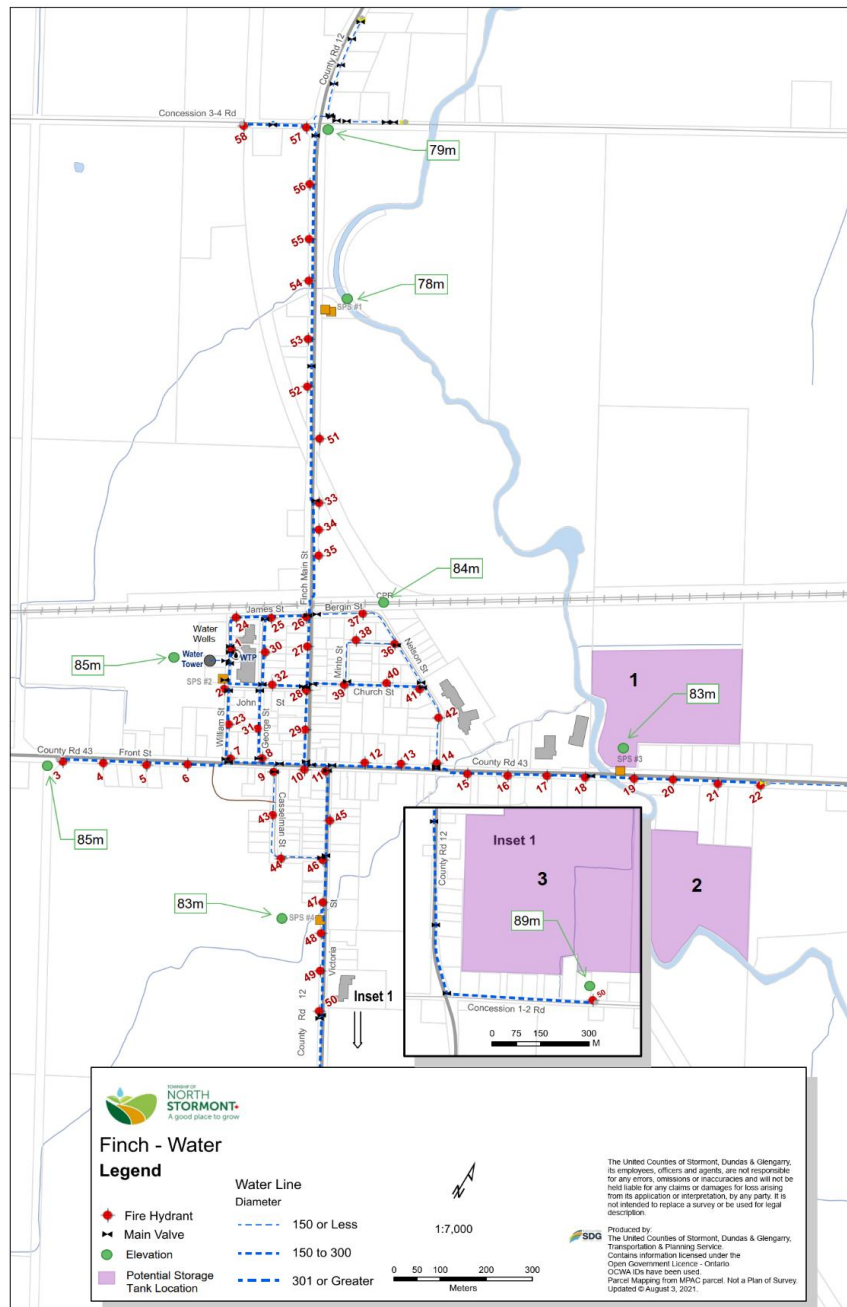 County Rd 12
Concession 3-4 Rd
58
57
79m
56
55
54
78m
SPS #1
53
52
51
33
34
35
Finch Main St
84m
CPR
James St
Bergin St
24
25
26
37
Water
Wells
1
WTP
Water
Tower
85m
30
27
38
36
Minto St
Nelson St
SPS #2
2
32
28
39
40
41
Church St
John St
William St
George St
23
31
29
42
1
83m
SPS #3
County Rd 43
Front St
3
4
5
6
7
8
9
10
11
12
13
14
County Rd 43
15
16
17
18
19
20
21
22
85m
Casselman St
43
44
45
46
83m
SPS #4
47
48
49
50
Victoria St
County Rd 12
Inset 1
2
Inset 1
County Rd 12
3
89m
50
Concession 1-2 Rd
0 75 150 300
M
TOWNSHIP OF
NORTH
STORMONT
A good place to grow
Finch - Water
Legend
Fire Hydrant
Main Valve
Elevation
Potential Storage
Tank Location
Water Line
Diameter
150 or Less
150 to 300
301 or Greater
1:7,000
0 50 100 200 300
Meters
The United Counties of Stormont, Dundas & Glengarry,
its employees, officers and agents, are not responsible
for any errors, omissions or inaccuracies and will not be
held liable for any claims or damages for loss arising
from its application or interpretation, by any party. It is
not intended to replace a survey or be used for legal
description.
SDG
Produced by:
The United Counties of Stormont, Dundas & Glengarry,
Transportation & Planning Service.
Contains information licensed under the
Open Government Licence - Ontario
OCWA IDs have been used.
Parcel Mapping from MPAC parcel. Not a Plan of Survey.
Updated © August 3, 2021.